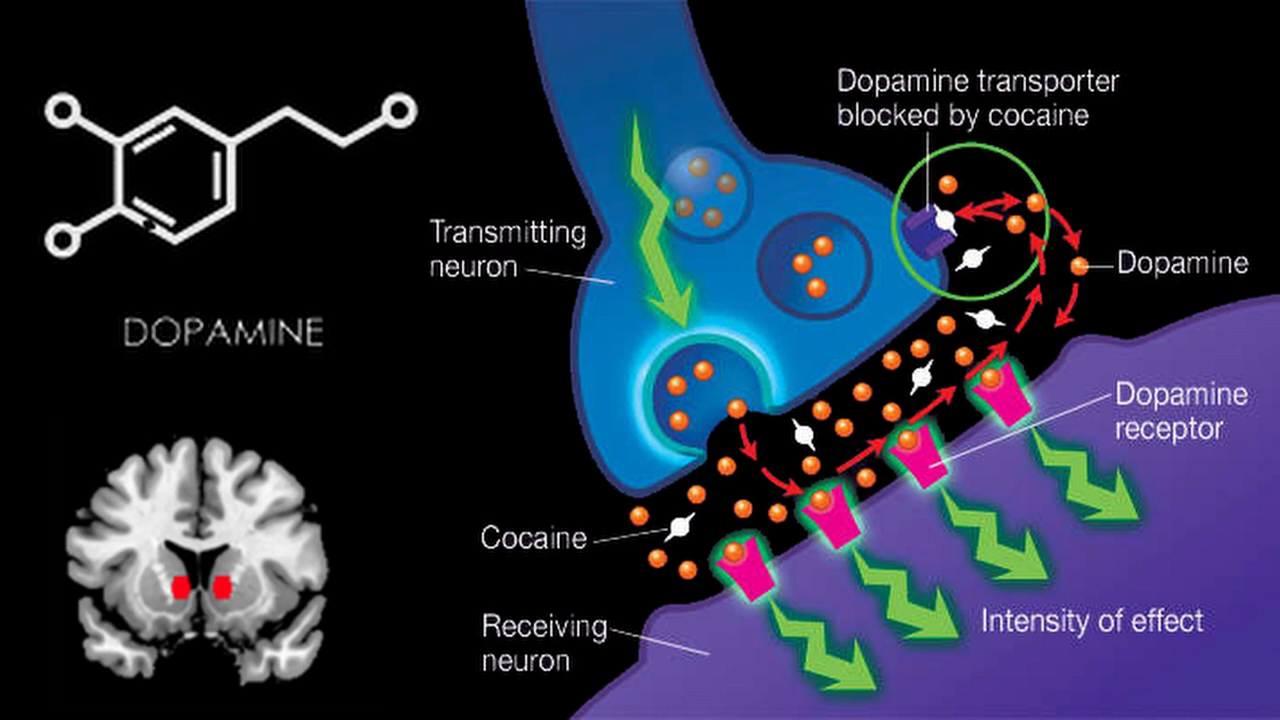 DOPAMINE
Dopamine transporter
blocked by cocaine
Transmitting
neuron
Dopamine
Dopamine
receptor
Cocaine
Intensity of effect
Receiving
neuron